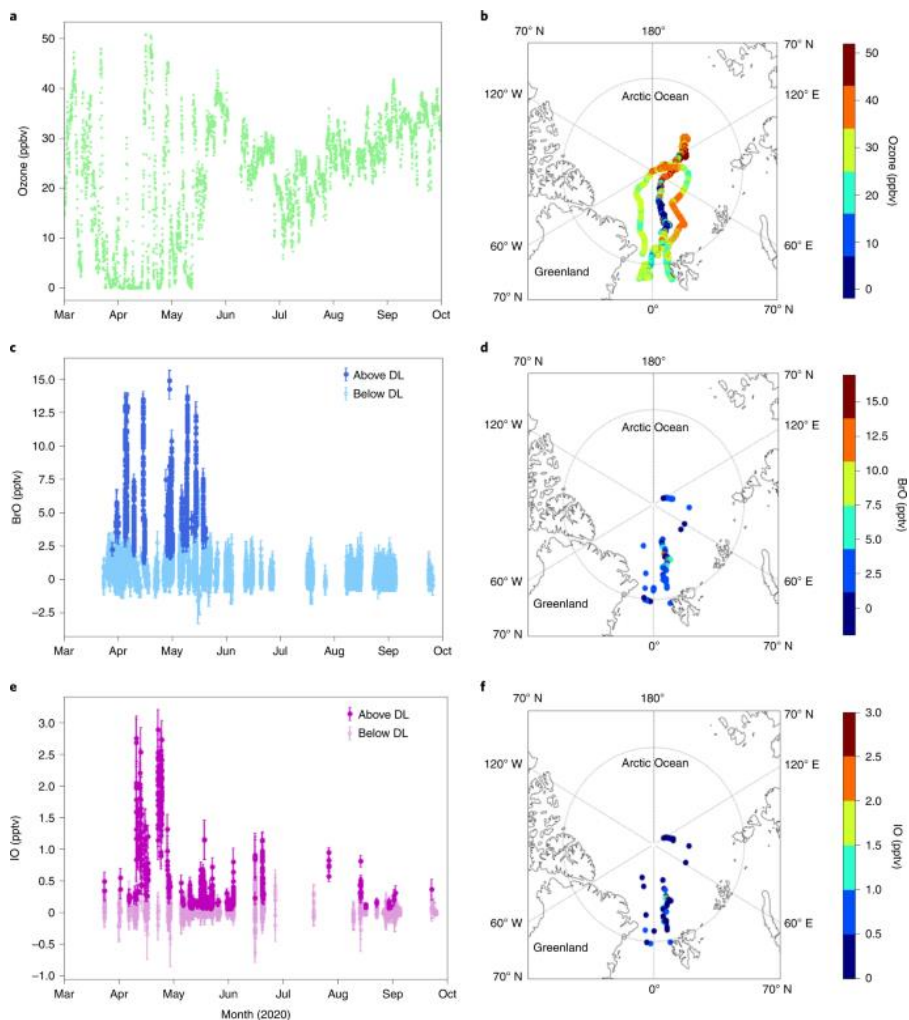 a
50
40
30
20
10
0
Ozone (ppbv)
Mar Apr May Jun Jul Aug Sep Oct
b
70° N 180° 70° N
120° W 120° E
Arctic Ocean
60° W 60° E
Greenland
70° N 0° 70° N
50
40
30
20
10
0
Ozone (ppbv)
c
15.0
12.5
10.0
7.5
5.0
2.5
0
−2.5
BrO (pptv)
Above DL
Below DL
Mar Apr May Jun Jul Aug Sep Oct
d
70° N 180° 70° N
120° W 120° E
Arctic Ocean
60° W 60° E
Greenland
70° N 0° 70° N
15.0
12.5
10.0
7.5
5.0
2.5
0
BrO (pptv)
e
3.0
2.5
2.0
1.5
1.0
0.5
0
−0.5
−1.0
IO (pptv)
Above DL
Below DL
Mar Apr May Jun Jul Aug Sep Oct
Month (2020)
f
70° N 180° 70° N
120° W 120° E
Arctic Ocean
60° W 60° E
Greenland
70° N 0° 70° N
3.0
2.5
2.0
1.5
1.0
0.5
0
IO (pptv)